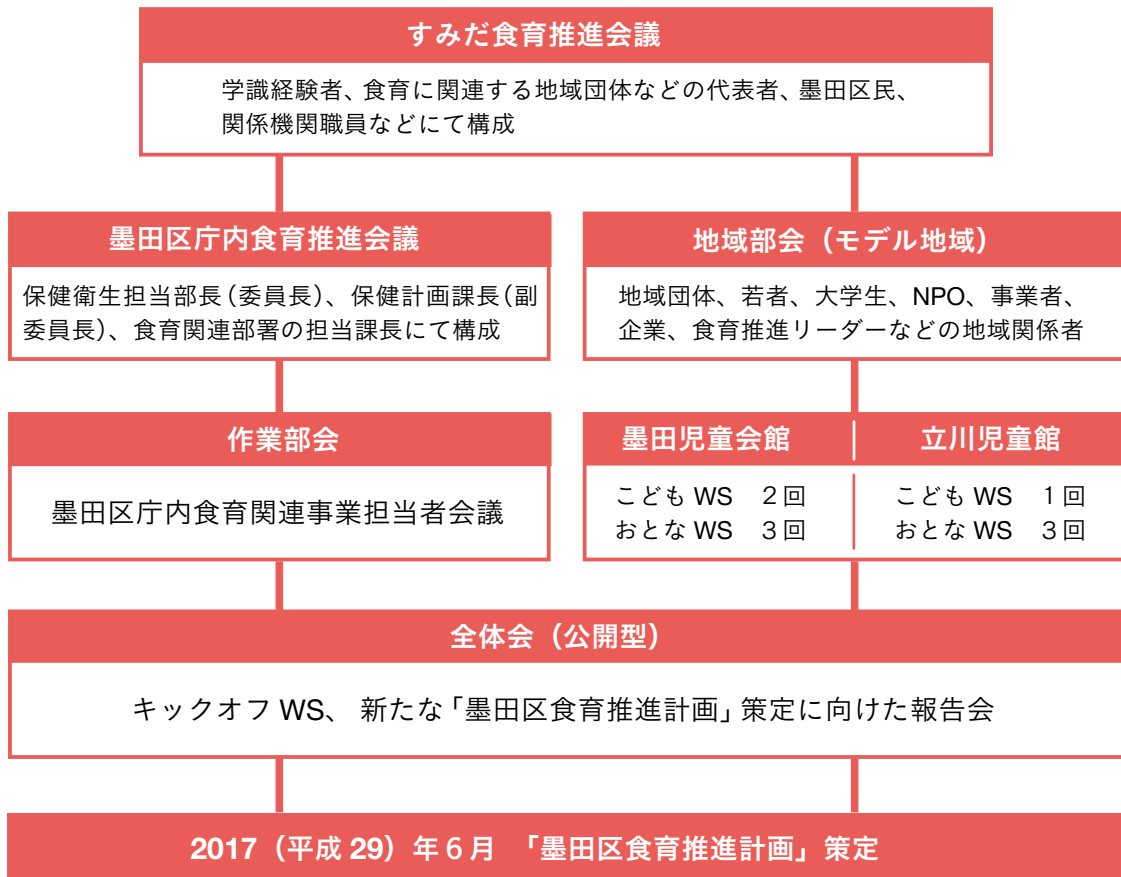 すみだ食育推進会議
学識経験者、食育に関連する地域団体などの代表者、墨田区民、
関係機関職員などにて構成
墨田区庁内食育推進会議
保健衛生担当部長（委員長）、保健計画課長（副
委員長）、食育関連部署の担当課長にて構成
地域部会（モデル地域）
地域団体、若者、大学生、NPO、事業者、
企業、食育推進リーダーなどの地域関係者
作業部会
墨田区庁内食育関連事業担当者会議
墨田児童会館
こども WS　2回
おとな WS　3回
立川児童館
こども WS　1回
おとな WS　3回
全体会（公開型）
キックオフ WS、 新たな「墨田区食育推進計画」策定に向けた報告会
2017（平成 29）年６月 「墨田区食育推進計画」策定